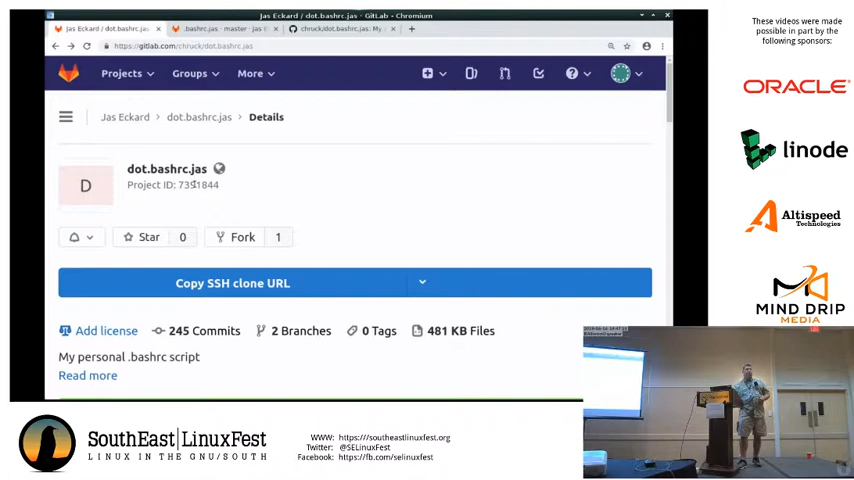 Jas Eckard / dot.bashrc.jas · GitLab - Chromium
Jas Eckard / dot.bashrc.jas · Git
.bashrc · master · Jas E
chruck/dot.bashrc.jas: My
https://gitlab.com/chruck/dot.bashrc.jas
Projects Groups More
Jas Eckard > dot.bashrc.jas > Details
D
dot.bashrc.jas
Project ID: 7391844
Star 0 Fork 1
Copy SSH clone URL
Add license 245 Commits 2 Branches 0 Tags 481 KB Files
My personal .bashrc script
Read more
These videos were made
possible in part by the
following sponsors:
ORACLE
linode
Altispeed
Technologies
MIND DRIP
MEDIA
SouthEast|LinuxFest
LINUX IN THE GNU/SOUTH
WWW: https://southeastlinuxfest.org
Twitter: @SELinuxFest
Facebook: https://fb.com/selinuxfest